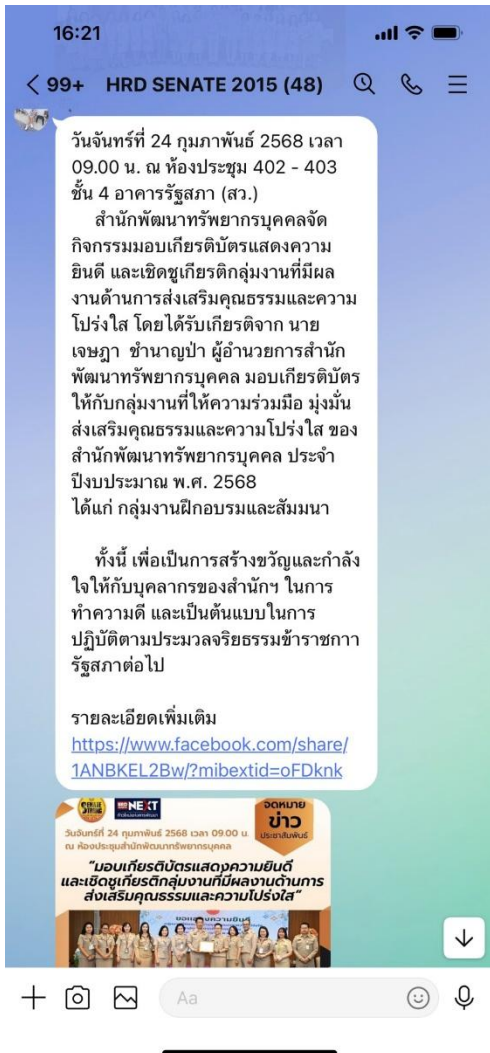 16:21
99+ HRD SENATE 2015 (48)
วันจันทร์ที่ 24 กุมภาพันธ์ 2568 เวลา
09.00 น. ณ ห้องประชุม 402 - 403
ชั้น 4 อาคารรัฐสภา (สว.)
สำนักพัฒนาทรัพยากรบุคคลจัด
กิจกรรมมอบเกียรติบัตรแสดงความ
ยินดี และเชิดชูเกียรติกลุ่มงานที่มีผล
งานด้านการส่งเสริมคุณธรรมและความ
โปร่งใส โดยได้รับเกียรติจาก นาย
เจษฎา ชำนาญป่า ผู้อำนวยการสำนัก
พัฒนาทรัพยากรบุคคล มอบเกียรติบัตร
ให้กับกลุ่มงานที่ให้ความร่วมมือ มุ่งมั่น
ส่งเสริมคุณธรรมและความโปร่งใส ของ
สำนักพัฒนาทรัพยากรบุคคล ประจำ
ปีงบประมาณ พ.ศ. 2568
ได้แก่ กลุ่มงานฝึกอบรมและสัมมนา
ทั้งนี้ เพื่อเป็นการสร้างขวัญและกำลัง
ใจให้กับบุคลากรของสำนักฯ ในการ
ทำความดี และเป็นต้นแบบในการ
ปฏิบัติตามประมวลจริยธรรมข้าราชกาา
รัฐสภาต่อไป
รายละเอียดเพิ่มเติม
https://www.facebook.com/share/
1ANBKEL2Bw/?mibextid=oFDknk
NEXT
จดหมาย
ข่าว
ประชาสัมพันธ์
วันจันทร์ที่ 24 กุมภาพันธ์ 2568 เวลา 09.00 น.
ณ ห้องประชุมสำนักพัฒนาทรัพยากรบุคคล
"มอบเกียรติบัตรแสดงความยินดี
และเชิดชูเกียรติกลุ่มงานที่มีผลงานด้านการ
ส่งเสริมคุณธรรมและความโปร่งใส"
ขอแสดงความยินดี
Aa